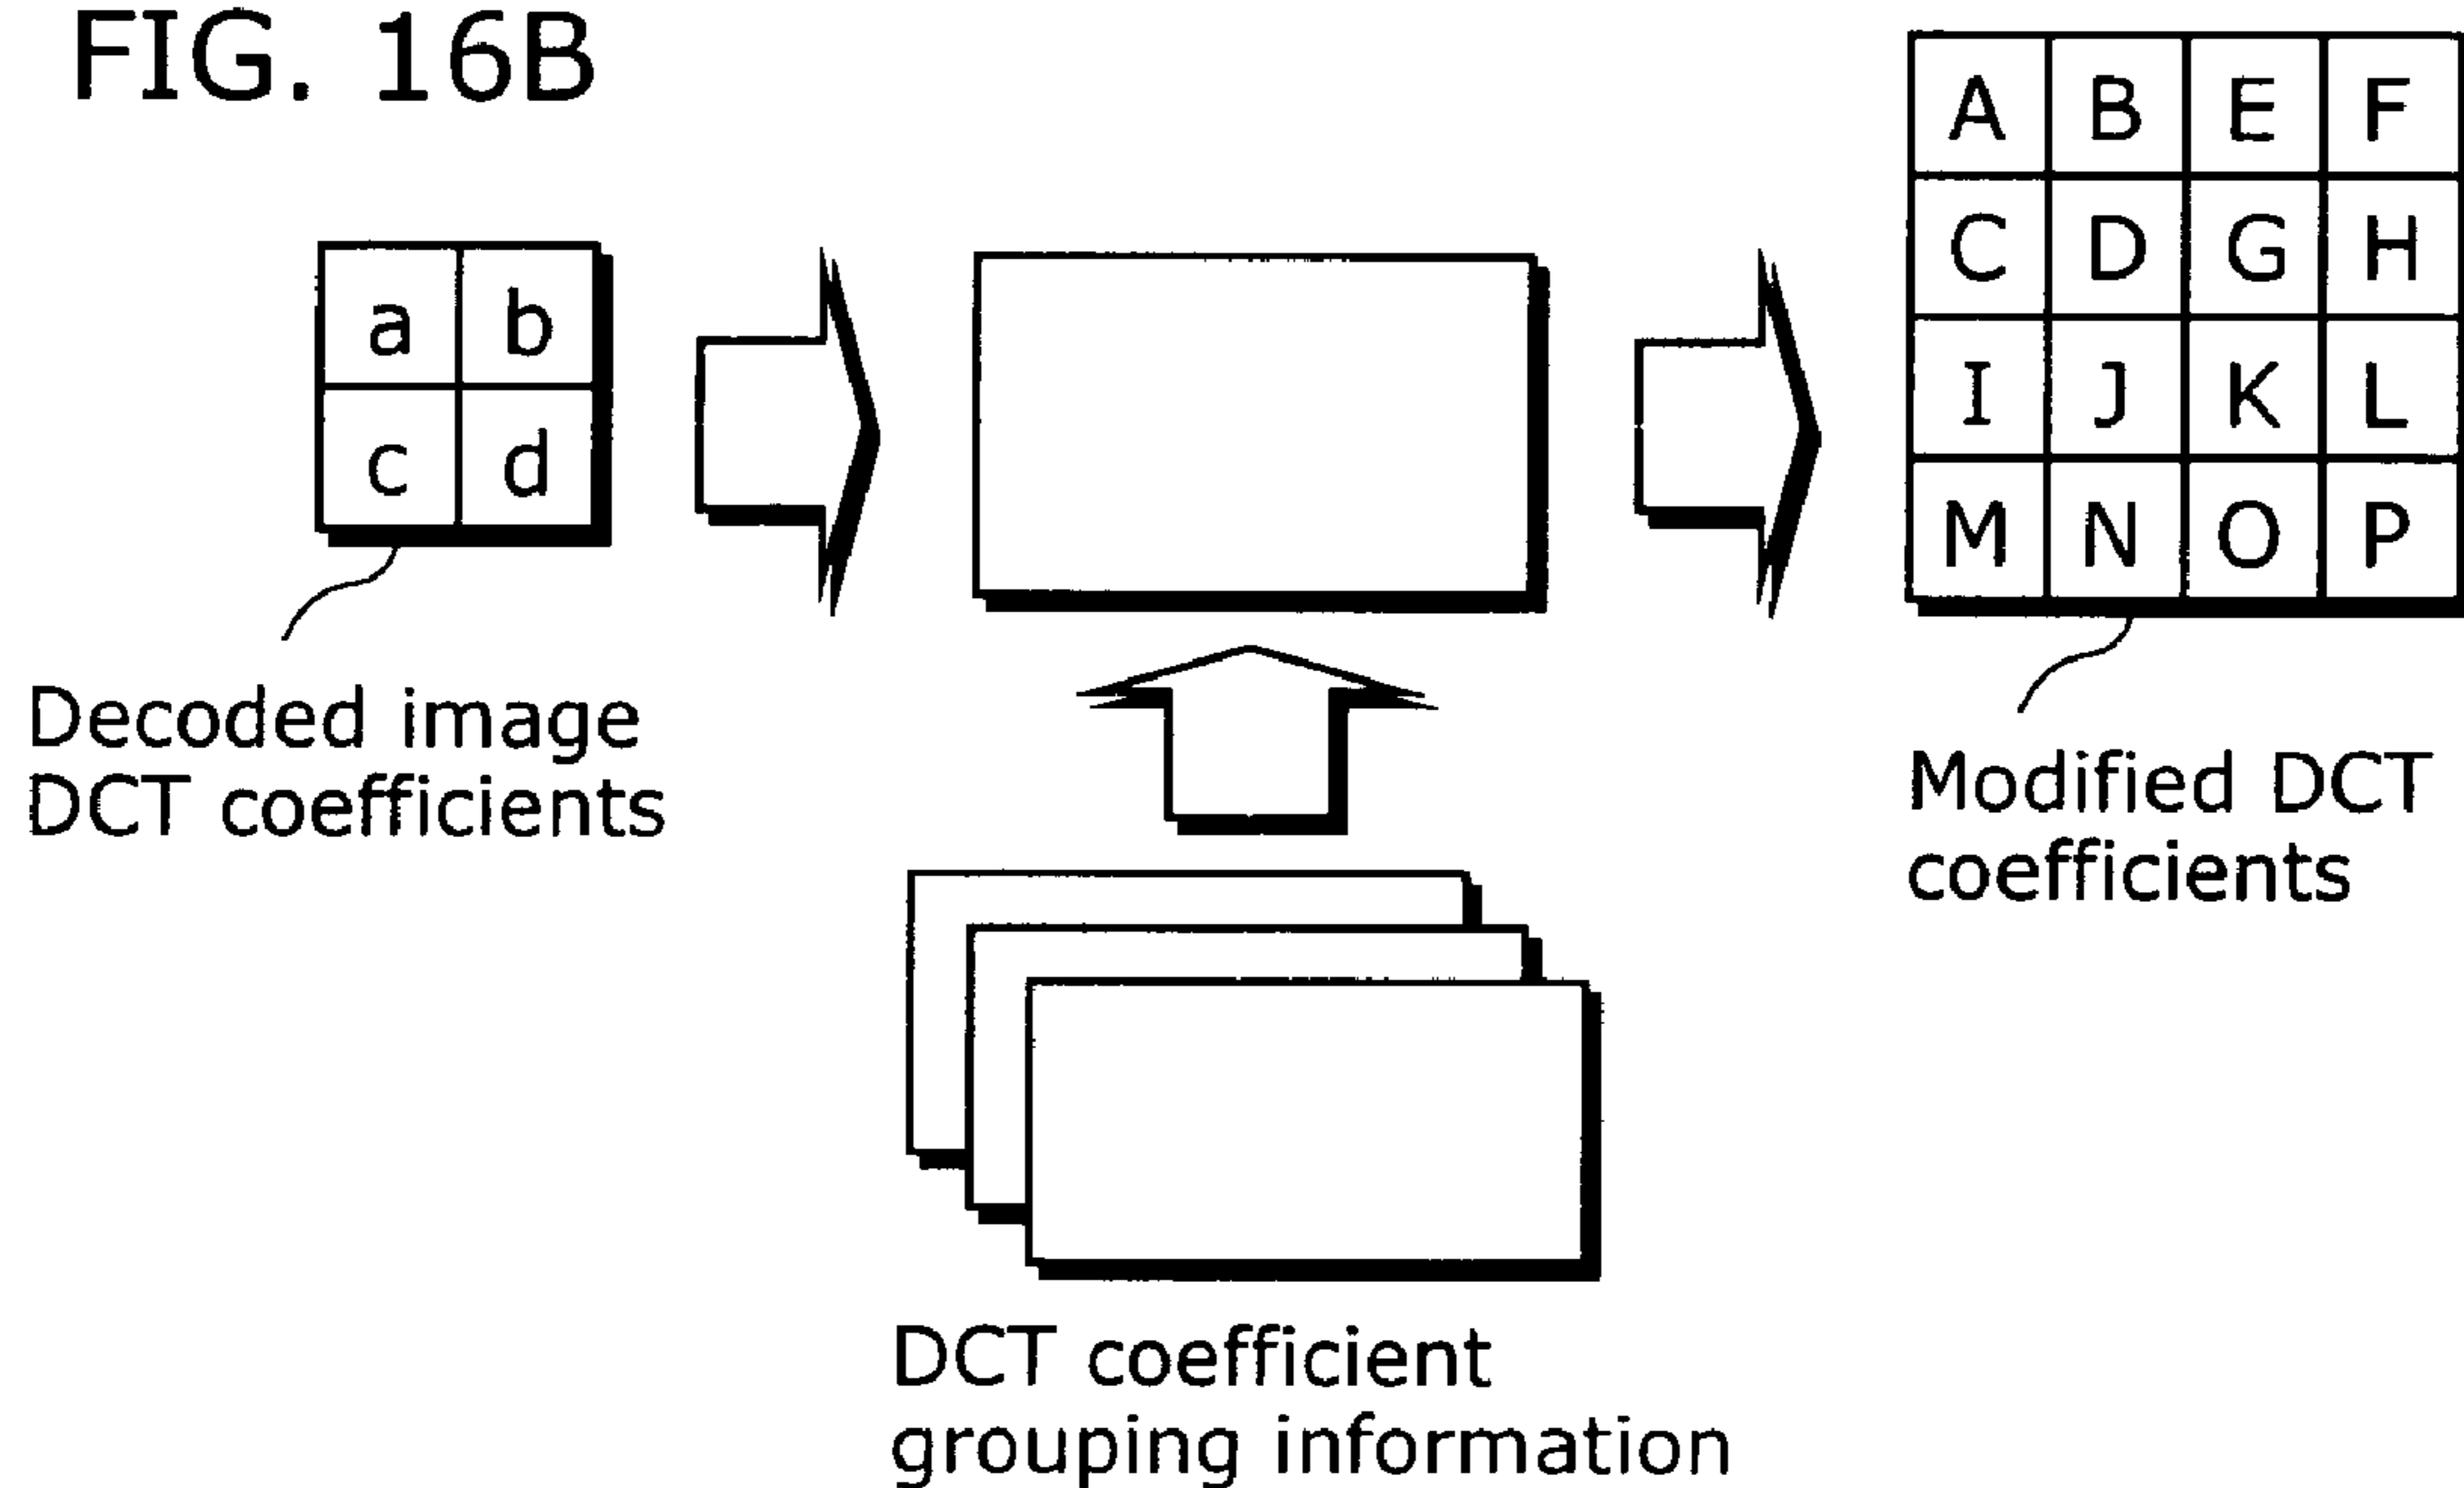 FIG. 16B
a b
c d
A B E F
C D G H
I J K L
M N O P
Decoded image
DCT coefficients
Modified DCT
coefficients
DCT coefficient
grouping information